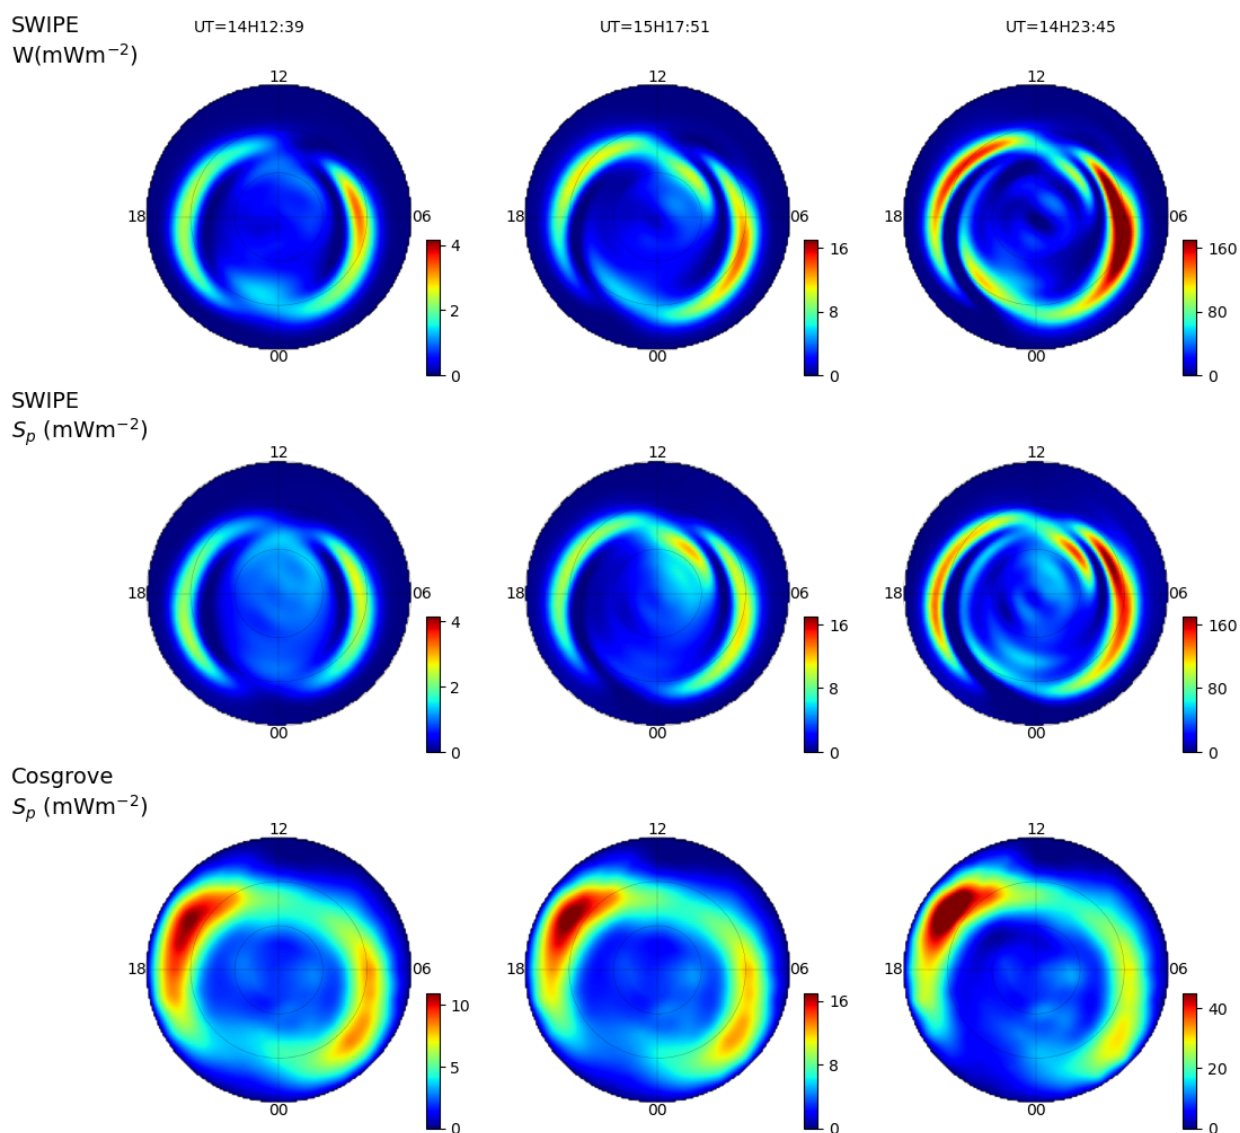 SWIPE UT=14H12:39 UT=15H17:51 UT=14H23:45
W(mWm⁻²)
12 12 12
18 06 18 06 18 06
4 16 160
2 8 80
0 0 0
00 00 00
SWIPE
Sₚ (mWm⁻²)
12 12 12
18 06 18 06 18 06
4 16 160
2 8 80
0 0 0
00 00 00
Cosgrove
Sₚ (mWm⁻²)
12 12 12
18 06 18 06 18 06
10 16 40
5 8 20
0 0 0
00 00 00